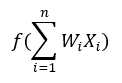 f(∑_{i=1}^{n} W_i X_i)